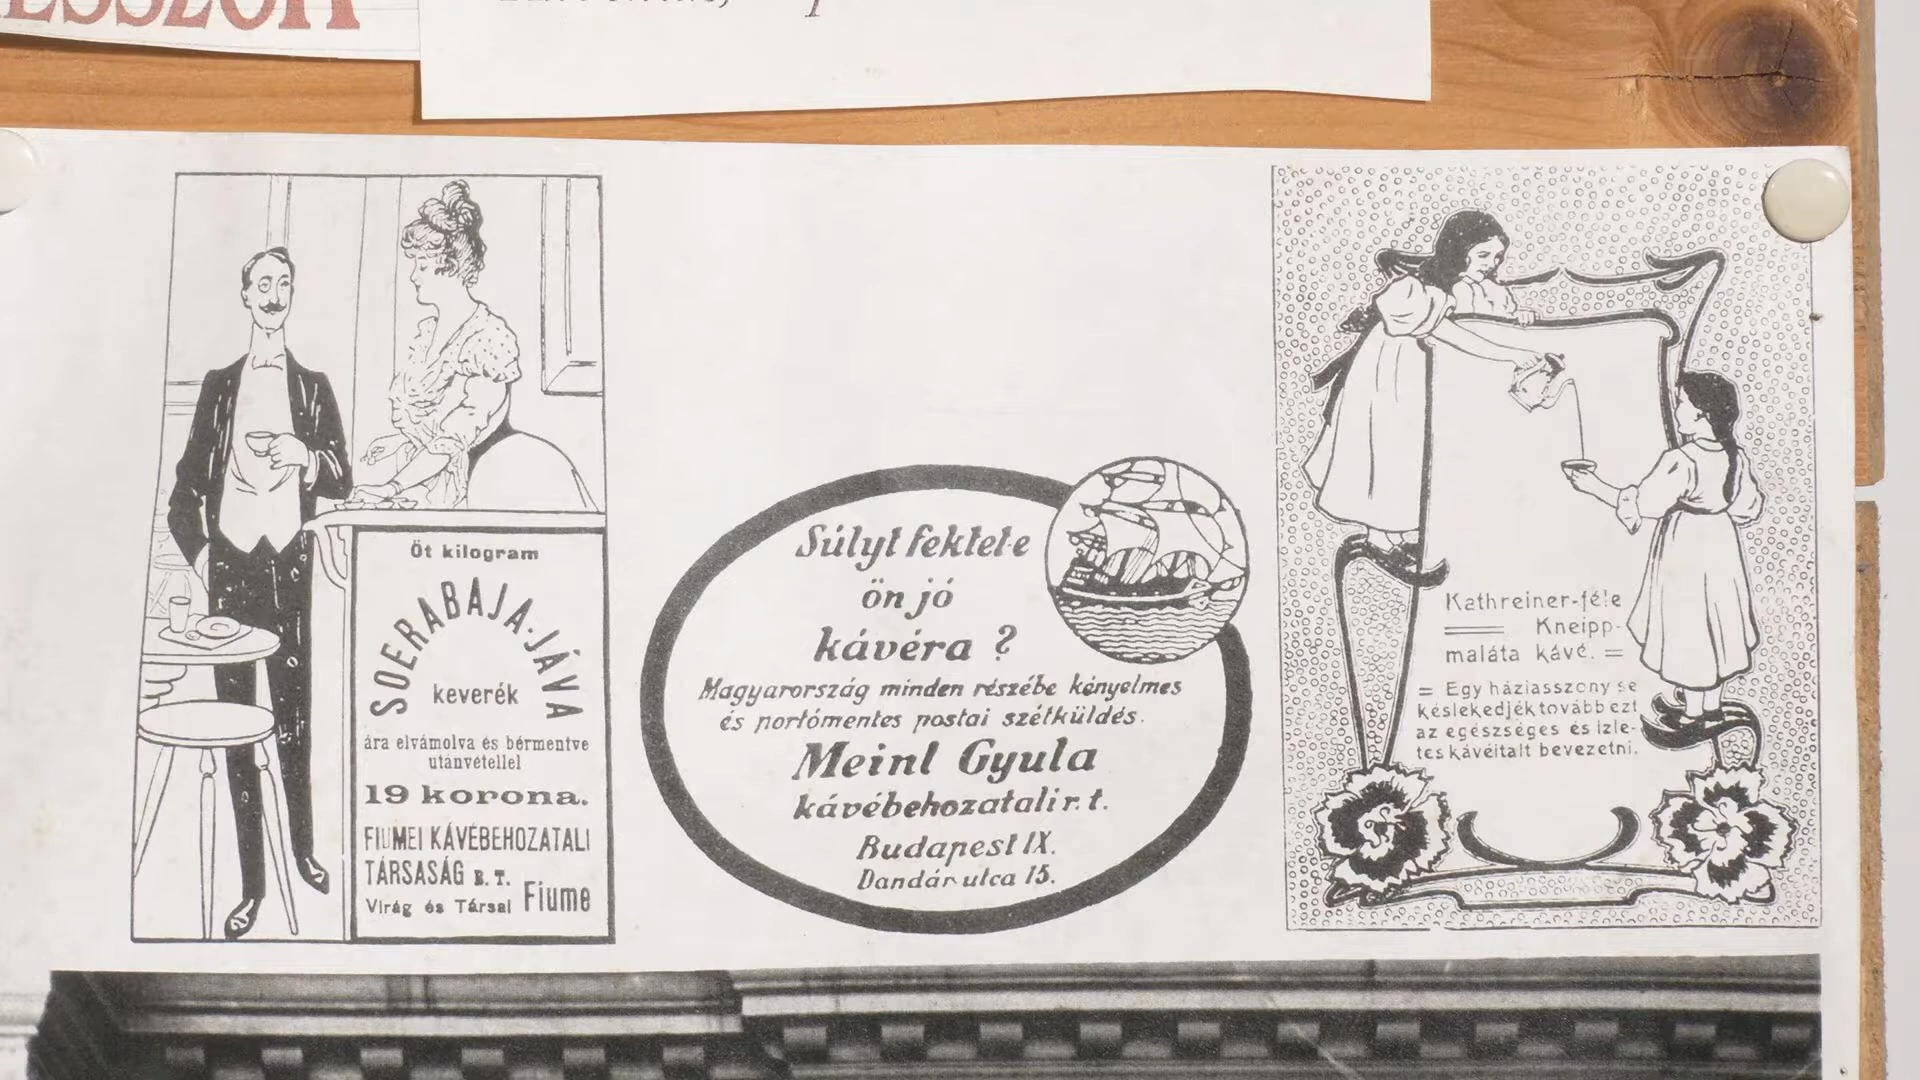 Öt kilogram
SOERABAJA-JÁVA
keverék
ára elvámolva és bérmentve
utánvétellel
19 korona.
FIUMEI KÁVÉBEHOZATALI
TÁRSASÁG R. T.
Virág és Társai Fiume
Súlyt fektet-e
ön jó
kávéra ?
Magyarország minden részébe kényelmes
és portómentes postai szétküldés.
Meinl Gyula
kávébehozatali r. t.
Budapest IX.
Dandár utca 15.
Kathreiner-féle
Kneipp-
maláta kávé. =
= Egy háziasszony se
késlekedjék tovább ezt
az egészséges és izle-
tes kávéitalt bevezetni.